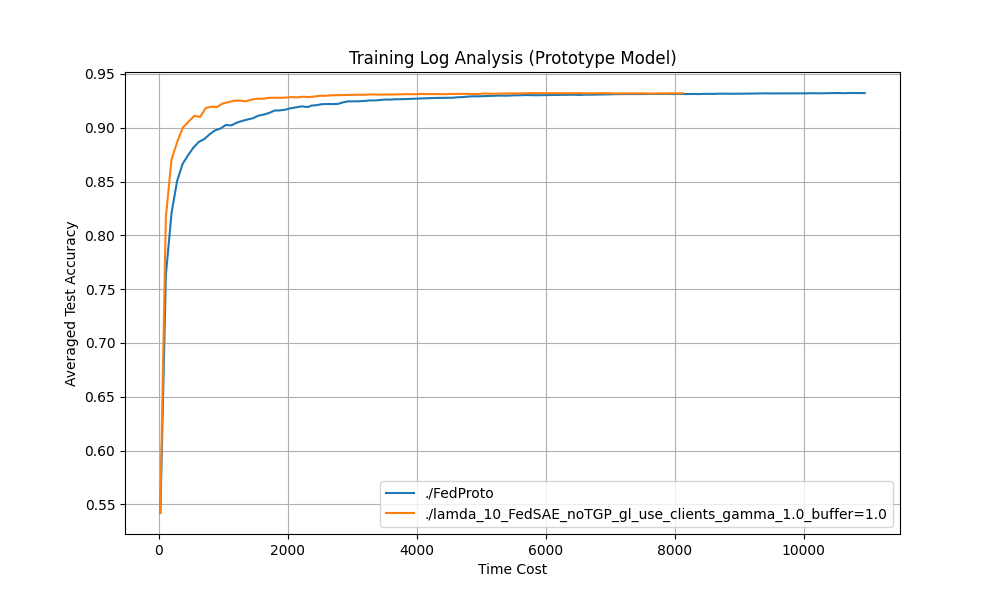 Training Log Analysis (Prototype Model)
Averaged Test Accuracy
0.95
0.90
0.85
0.80
0.75
0.70
0.65
0.60
0.55
./FedProto
./lamda_10_FedSAE_noTGP_gl_use_clients_gamma_1.0_buffer=1.0
0 2000 4000 6000 8000 10000
Time Cost